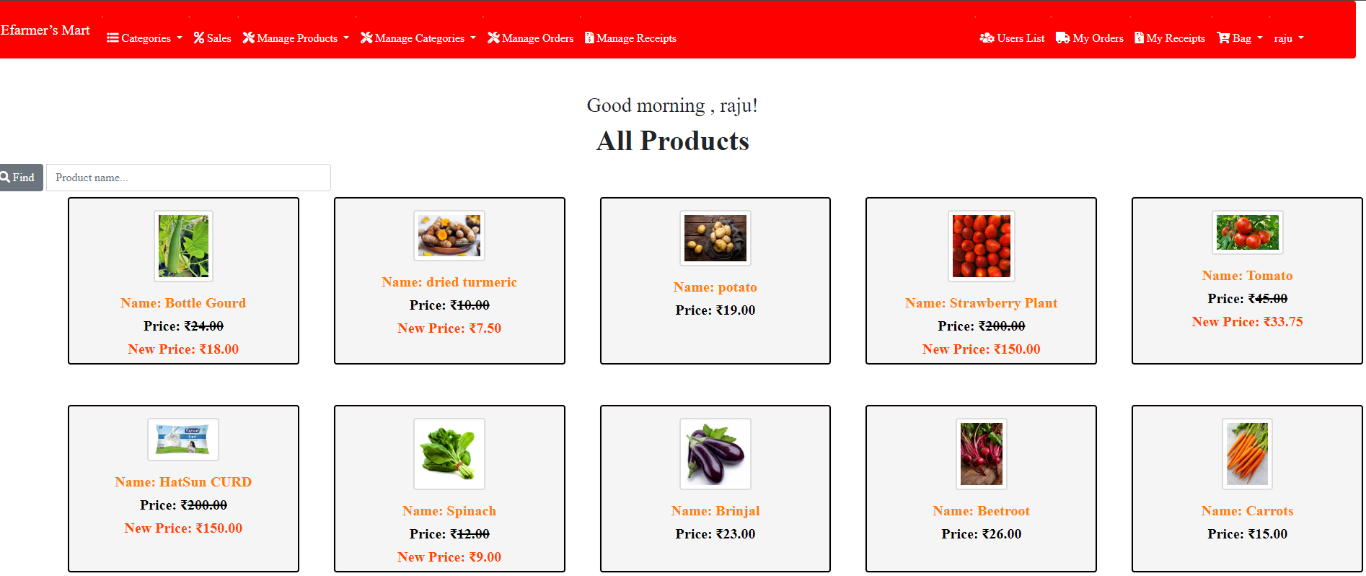 Efarmer’s Mart Categories Sales Manage Products Manage Categories Manage Orders Manage Receipts Users List My Orders My Receipts Bag raju
Good morning , raju!
All Products
Find Product name...
Name: Bottle Gourd
Price: ₹24.00
New Price: ₹18.00
Name: dried turmeric
Price: ₹10.00
New Price: ₹7.50
Name: potato
Price: ₹19.00
Name: Strawberry Plant
Price: ₹200.00
New Price: ₹150.00
Name: Tomato
Price: ₹45.00
New Price: ₹33.75
Name: HatSun CURD
Price: ₹200.00
New Price: ₹150.00
Name: Spinach
Price: ₹12.00
New Price: ₹9.00
Name: Brinjal
Price: ₹23.00
Name: Beetroot
Price: ₹26.00
Name: Carrots
Price: ₹15.00